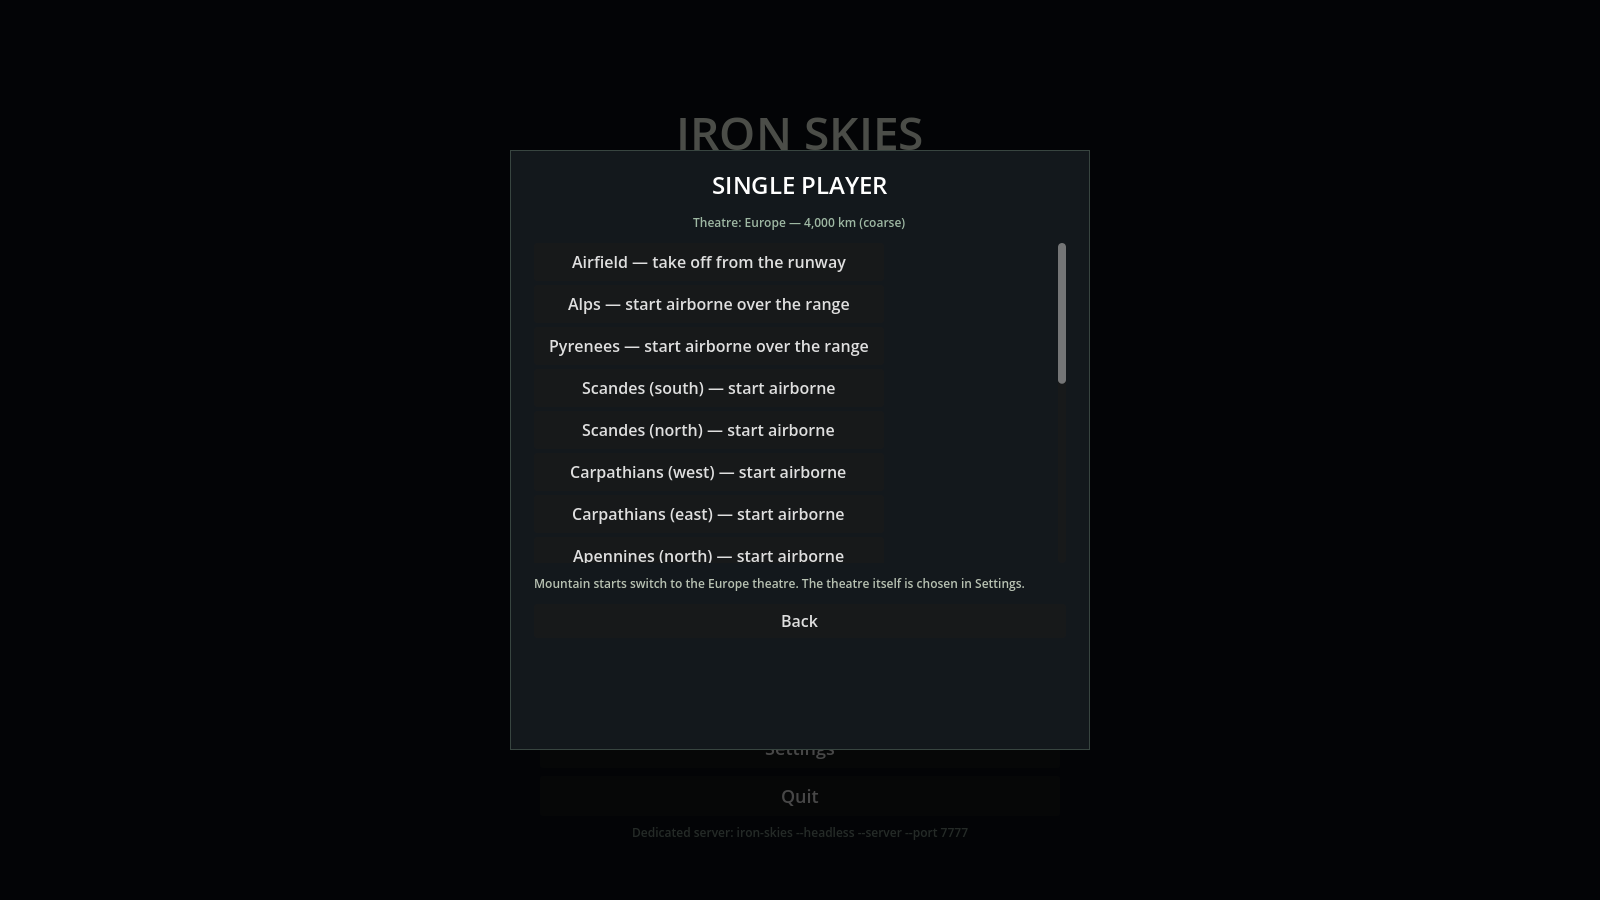 IRON SKIES
SINGLE PLAYER
Theatre: Europe — 4,000 km (coarse)
Airfield — take off from the runway
Alps — start airborne over the range
Pyrenees — start airborne over the range
Scandes (south) — start airborne
Scandes (north) — start airborne
Carpathians (west) — start airborne
Carpathians (east) — start airborne
Apennines (north) — start airborne
Mountain starts switch to the Europe theatre. The theatre itself is chosen in Settings.
Back
Settings
Quit
Dedicated server: iron-skies --headless --server --port 7777